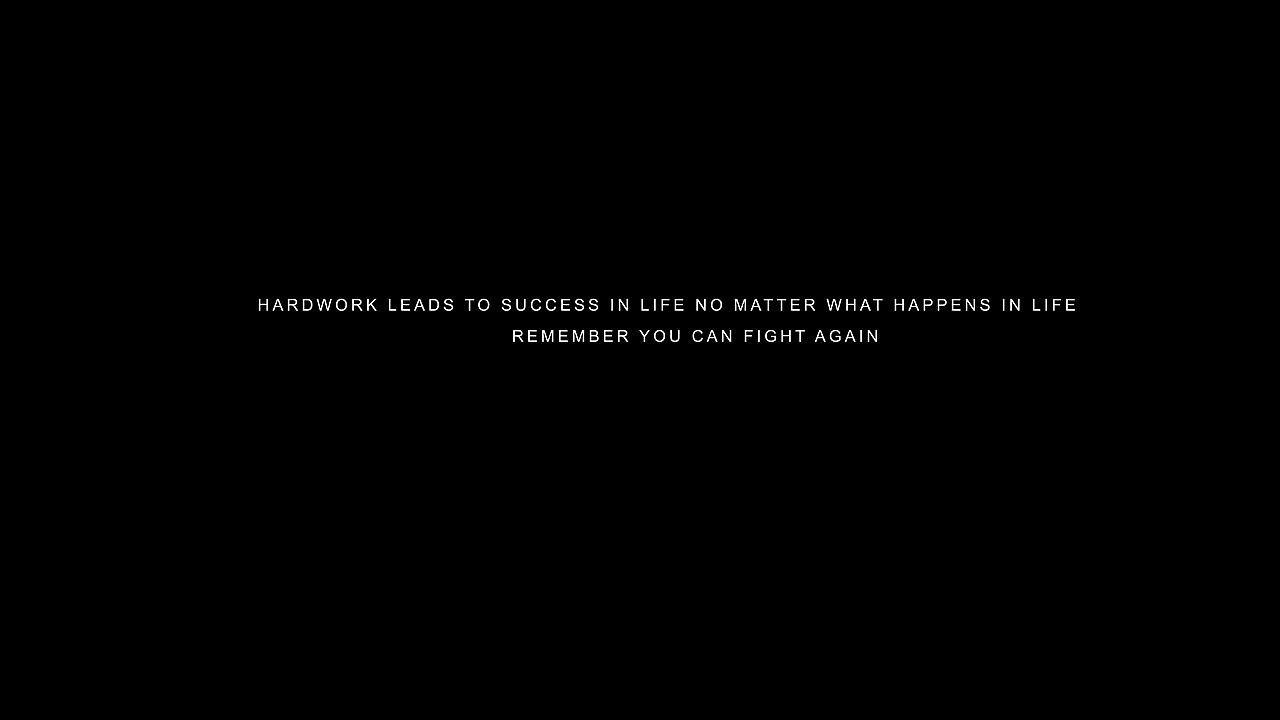 HARDWORK LEADS TO SUCCESS IN LIFE NO MATTER WHAT HAPPENS IN LIFE
REMEMBER YOU CAN FIGHT AGAIN